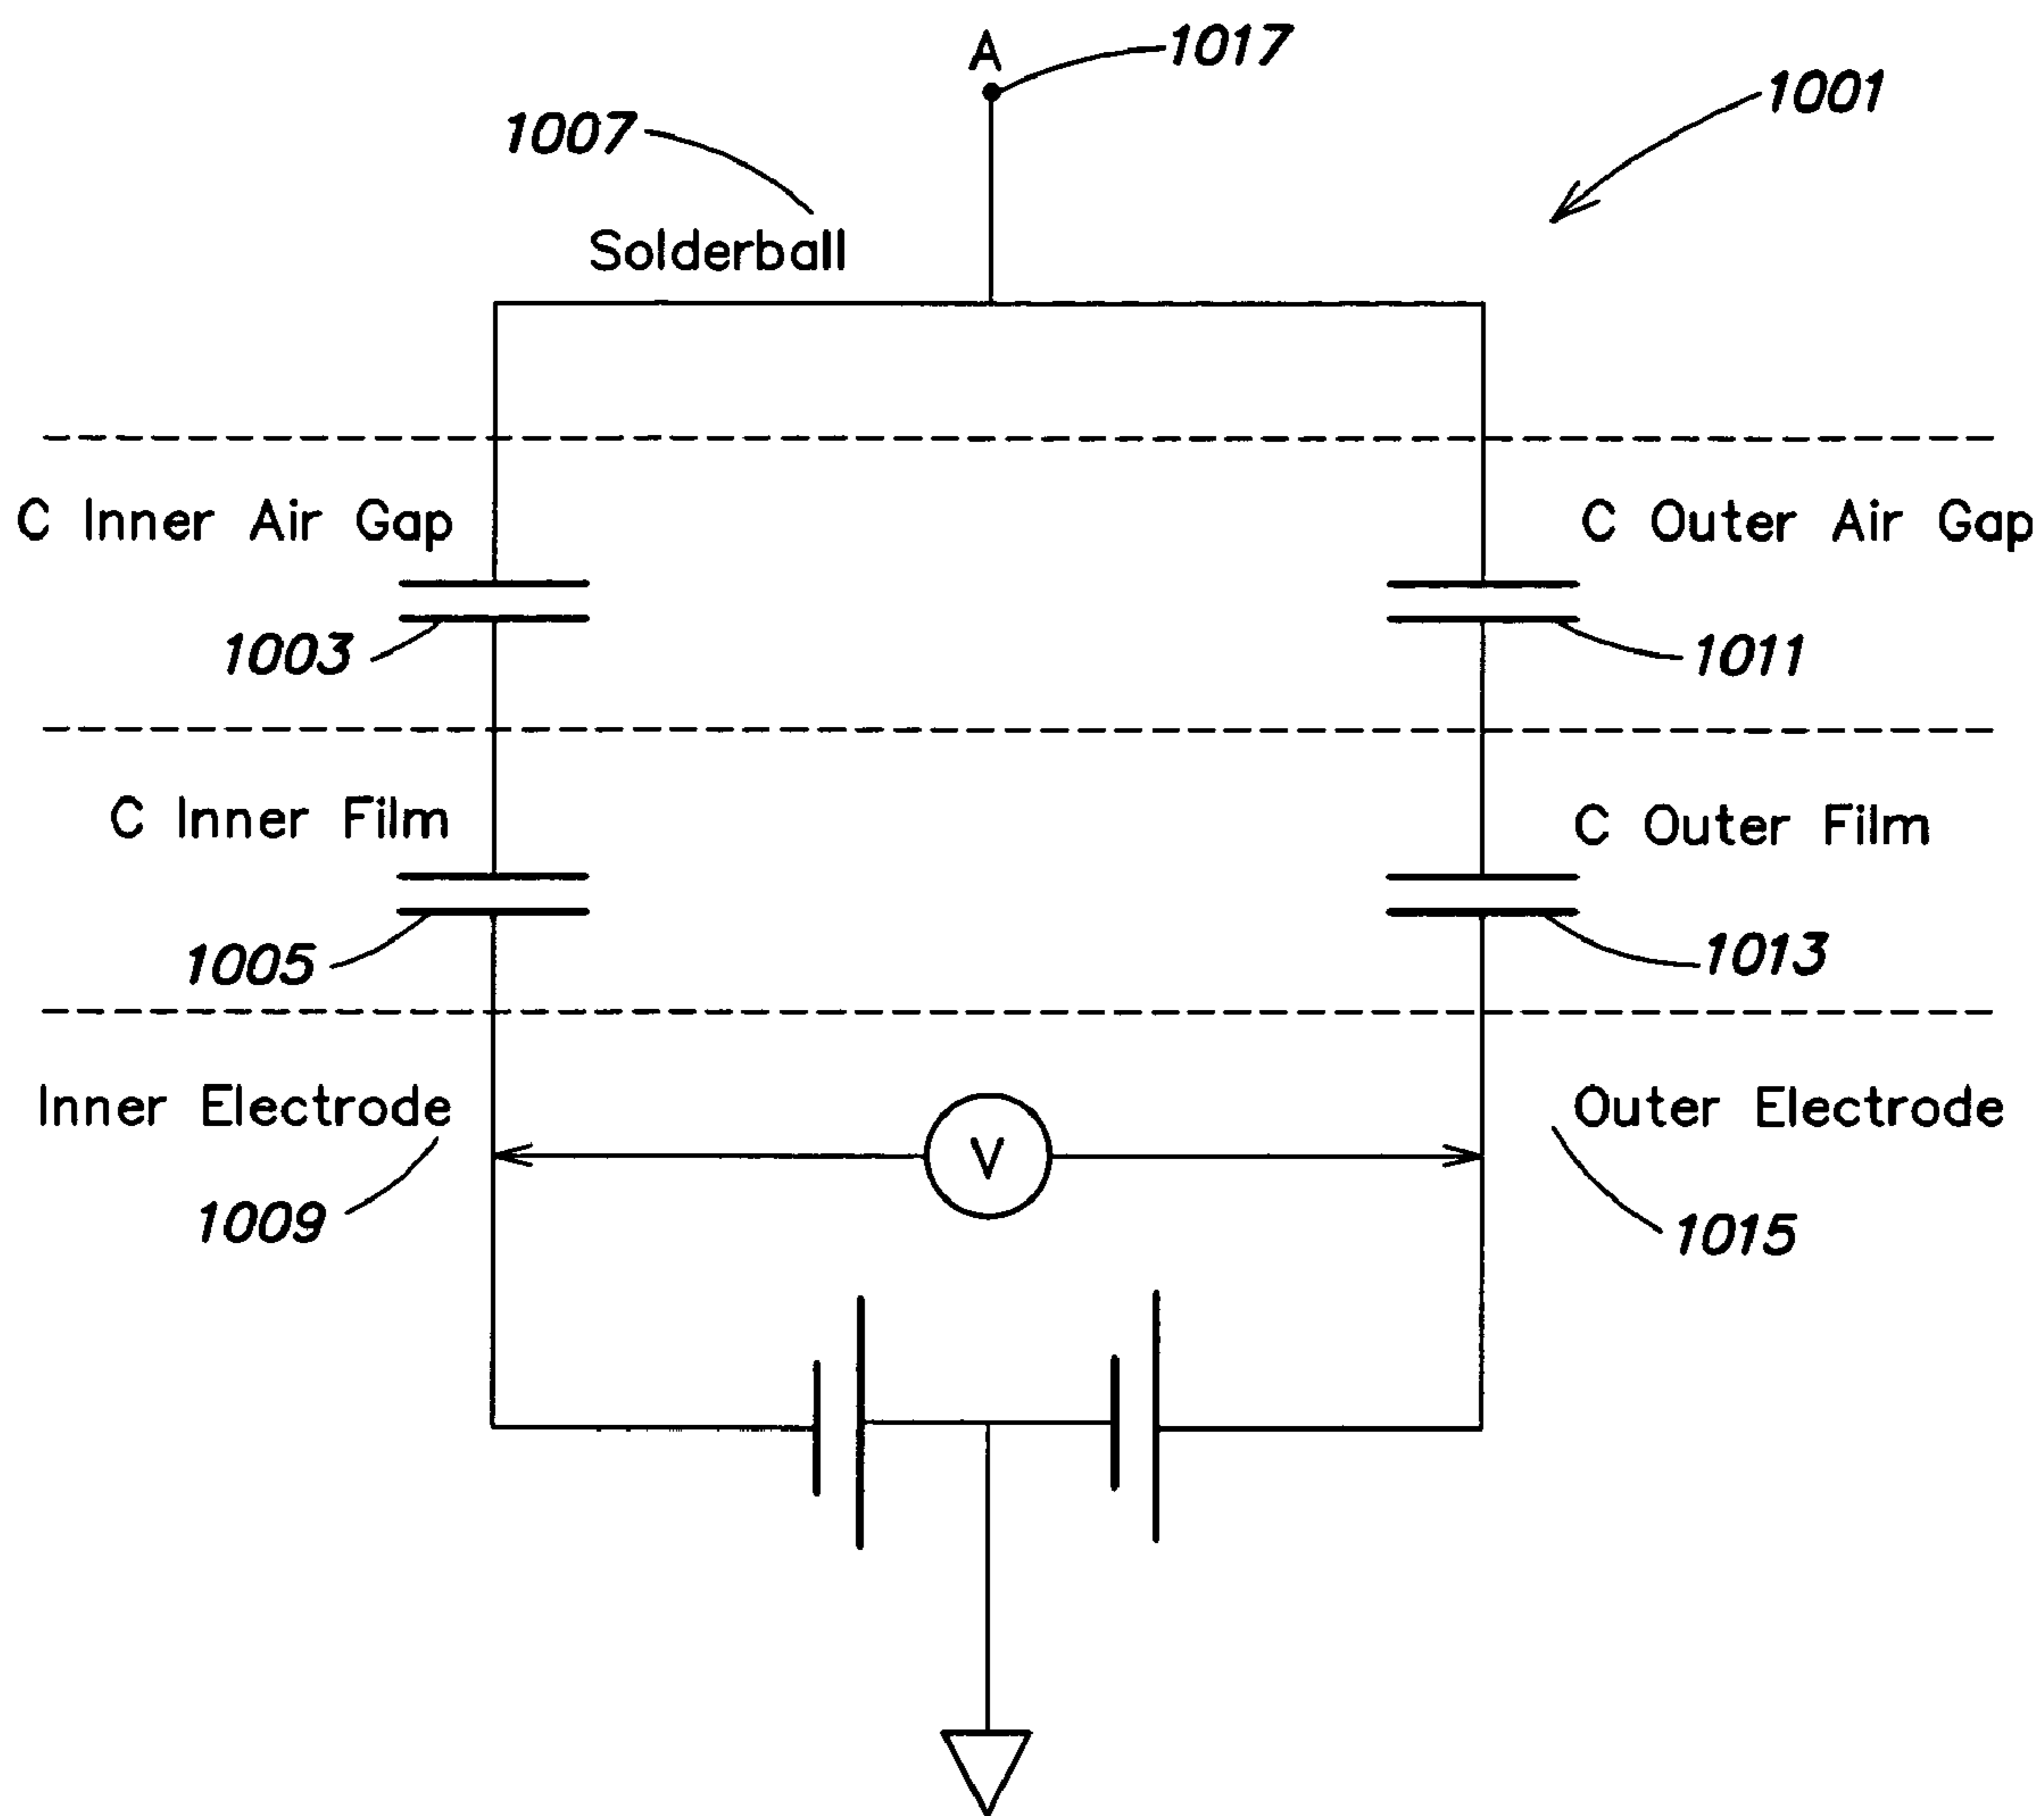 A
1017
1001
1007
Solderball
C Inner Air Gap
C Outer Air Gap
1003
1011
C Inner Film
C Outer Film
1005
1013
Inner Electrode
V
Outer Electrode
1009
1015